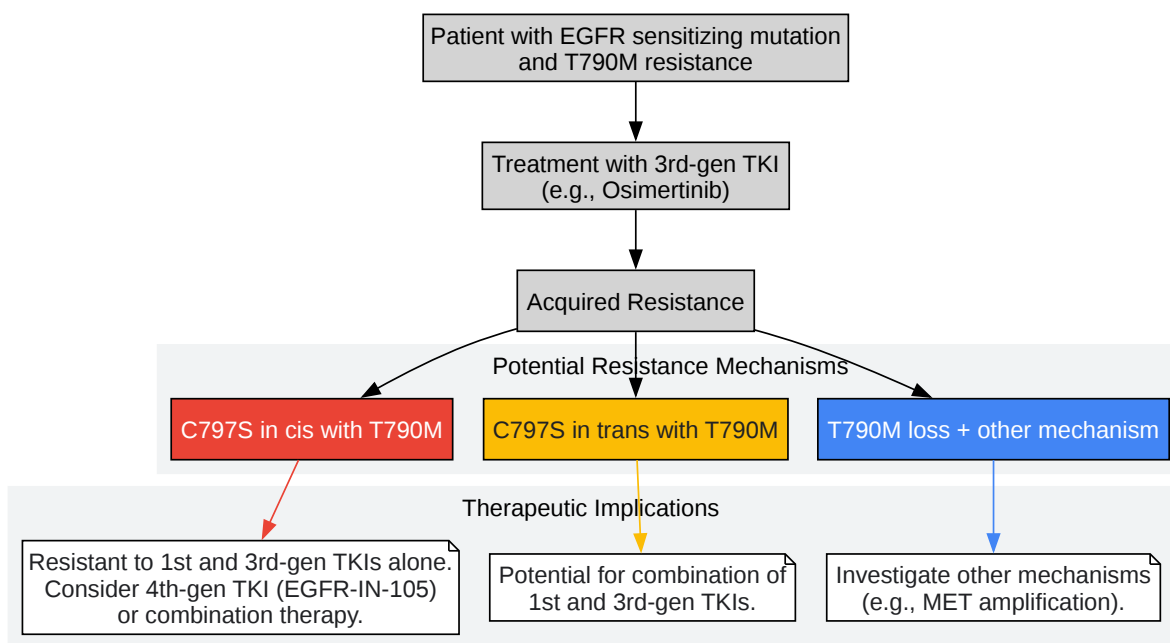 Patient with EGFR sensitizing mutation
and T790M resistance
Treatment with 3rd-gen TKI
(e.g., Osimertinib)
Acquired Resistance
Potential Resistance Mechanisms
C797S in cis with T790M
C797S in trans with T790M
T790M loss + other mechanism
Therapeutic Implications
Resistant to 1st and 3rd-gen TKIs alone.
Consider 4th-gen TKI (EGFR-IN-105)
or combination therapy.
Potential for combination of
1st and 3rd-gen TKIs.
Investigate other mechanisms
(e.g., MET amplification).